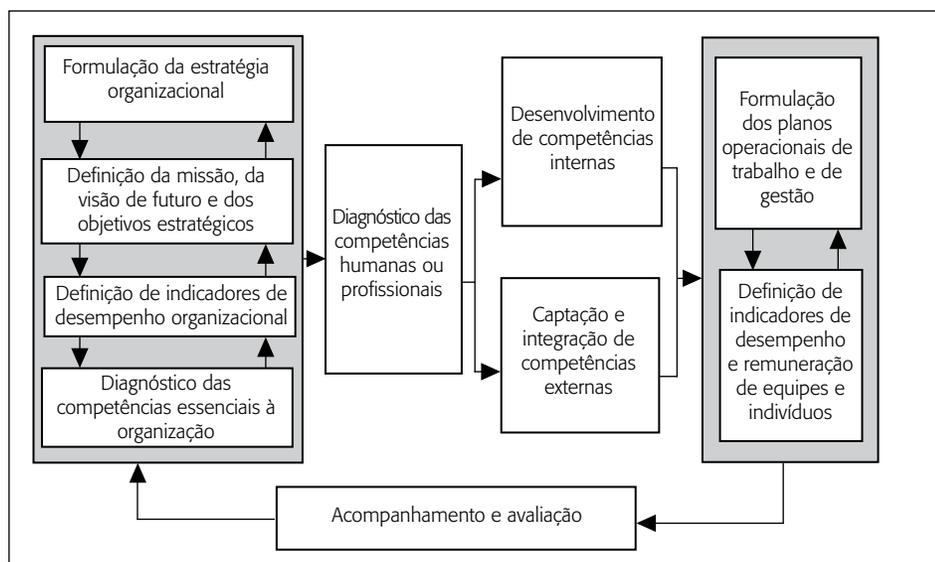 Formulação da estratégia
organizacional
Definição da missão, da
visão de futuro e dos
objetivos estratégicos
Definição de indicadores de
desempenho organizacional
Diagnóstico das
competências essenciais à
organização
Diagnóstico das
competências
humanas ou
profissionais
Desenvolvimento
de competências
internas
Captação e
integração de
competências
externas
Formulação
dos planos
operacionais de
trabalho e de
gestão
Definição de
indicadores de
desempenho
e remuneração
de equipes e
indivíduos
Acompanhamento e avaliação